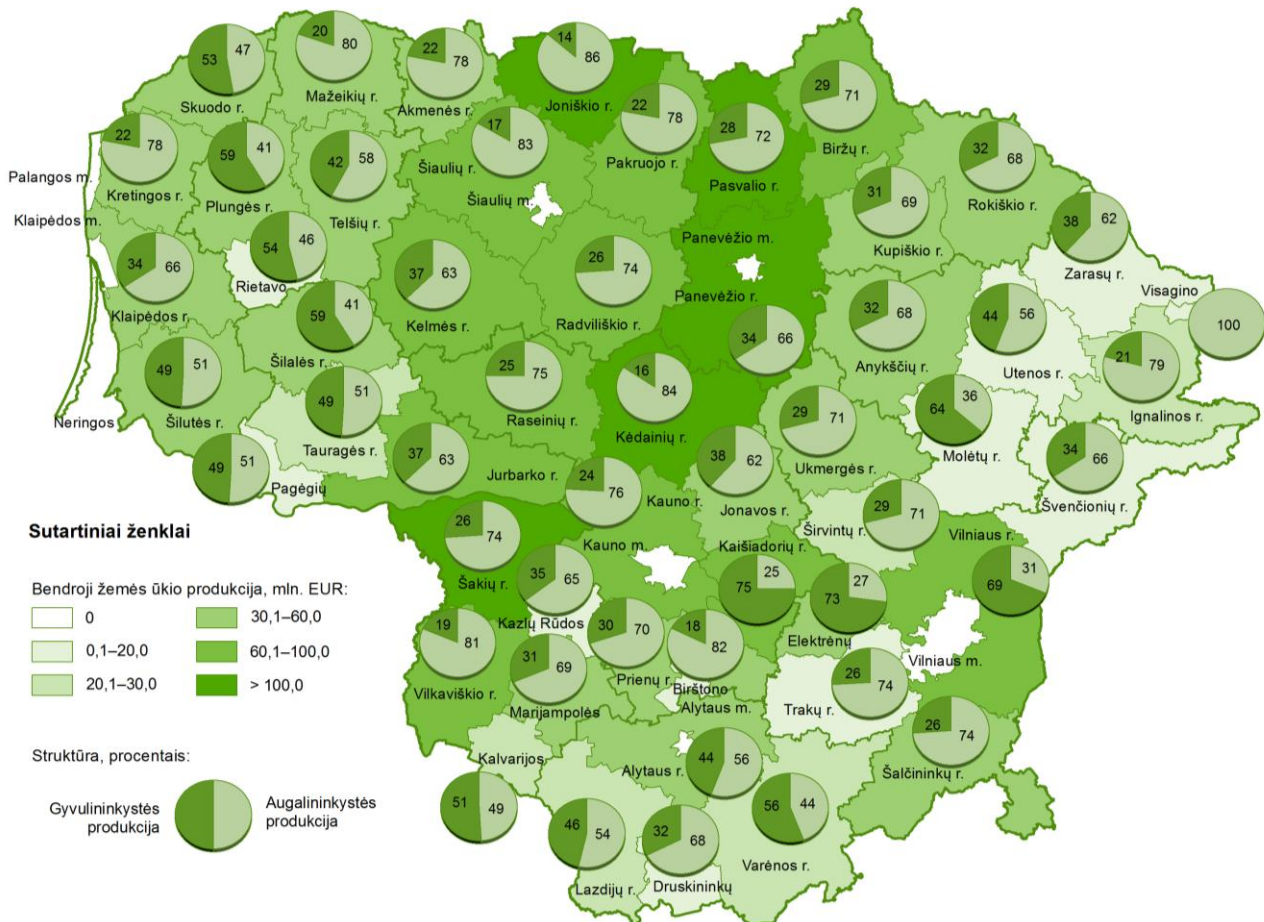 53 47
Skuodo r.
20 80
Mažeikių r.
22 78
Akmenės r.
14 86
Joniškio r.
22 78
Pakruojo r.
28 72
Pasvalio r.
29 71
Biržų r.
32 68
Rokiškio r.
22 78
Kretingos r.
59 41
Plungės r.
42 58
Telšių r.
17 83
Šiaulių r.
Šiaulių m.
31 69
Kupiškio r.
38 62
Zarasų r.
Palangos m.
Klaipėdos m.
34 66
Klaipėdos r.
54 46
Rietavo
37 63
Kelmės r.
26 74
Radviliškio r.
Panevėžio m.
Panevėžio r.
34 66
32 68
Anykščių r.
44 56
Utenos r.
Visagino
100
21 79
Ignalinos r.
59 41
Šilalės r.
49 51
Šilutės r.
Neringos
49 51
Tauragės r.
25 75
Raseinių r.
16 84
Kėdainių r.
29 71
Ukmergės r.
64 36
Molėtų r.
34 66
Švenčionių r.
49 51
Pagėgių
37 63
Jurbarko r.
24 76
Kauno r.
Kauno m.
38 62
Jonavos r.
29 71
Širvintų r.
Vilniaus r.
69 31
Vilniaus m.
26 74
Šakių r.
35 65
Kazlų Rūdos
Kaišiadorių r.
75 25
73 27
Elektrėnų
19 81
Vilkaviškio r.
31 69
Marijampolės
30 70
Prienų r.
18 82
Birštono
Alytaus m.
26 74
Trakų r.
26 74
Šalčininkų r.
Kalvarijos
51 49
44 56
Alytaus r.
46 54
Lazdijų r.
32 68
Druskininkų
56 44
Varėnos r.
Sutartiniai ženklai
Bendroji žemės ūkio produkcija, mln. EUR:
0
0,1–20,0
20,1–30,0
30,1–60,0
60,1–100,0
> 100,0
Struktūra, procentais:
Gyvulininkystės
produkcija
Augalininkystės
produkcija